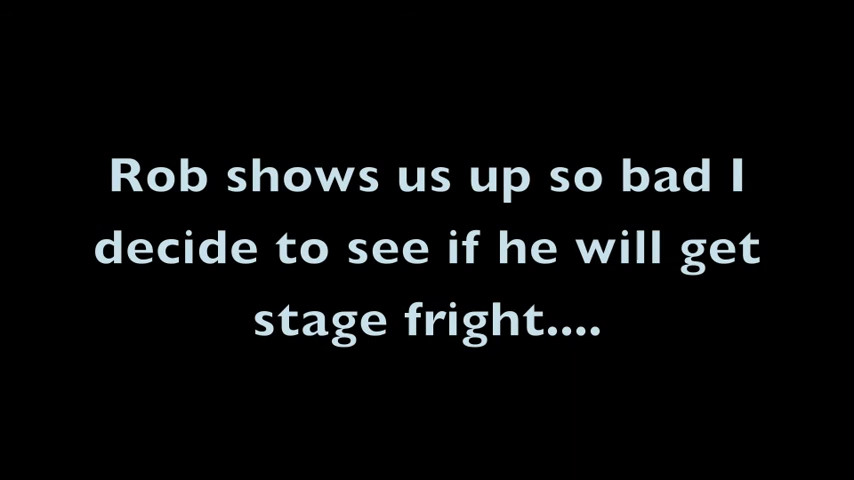 Rob shows us up so bad I
decide to see if he will get
stage fright....